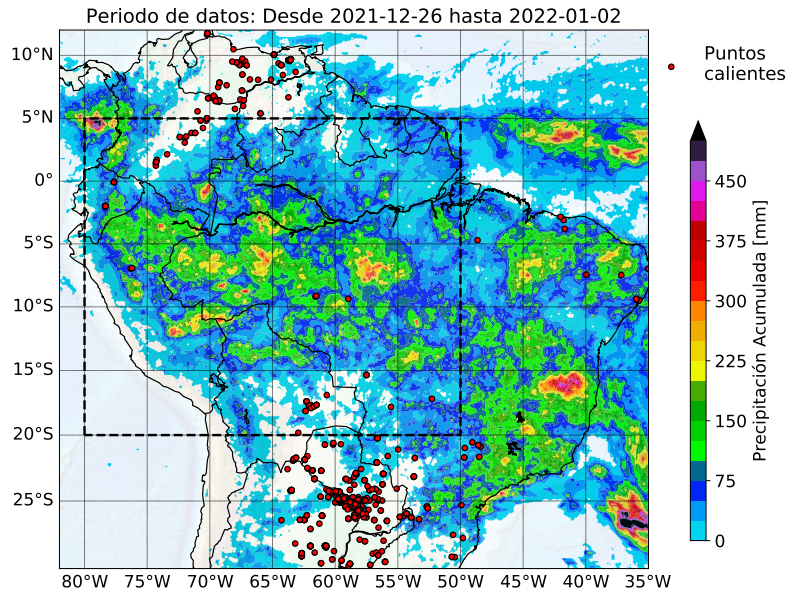 Periodo de datos: Desde 2021-12-26 hasta 2022-01-02
10°N
5°N
0°
5°S
10°S
15°S
20°S
25°S
80°W 75°W 70°W 65°W 60°W 55°W 50°W 45°W 40°W 35°W
Puntos
calientes
450
375
300
225
150
75
0
Precipitación Acumulada [mm]